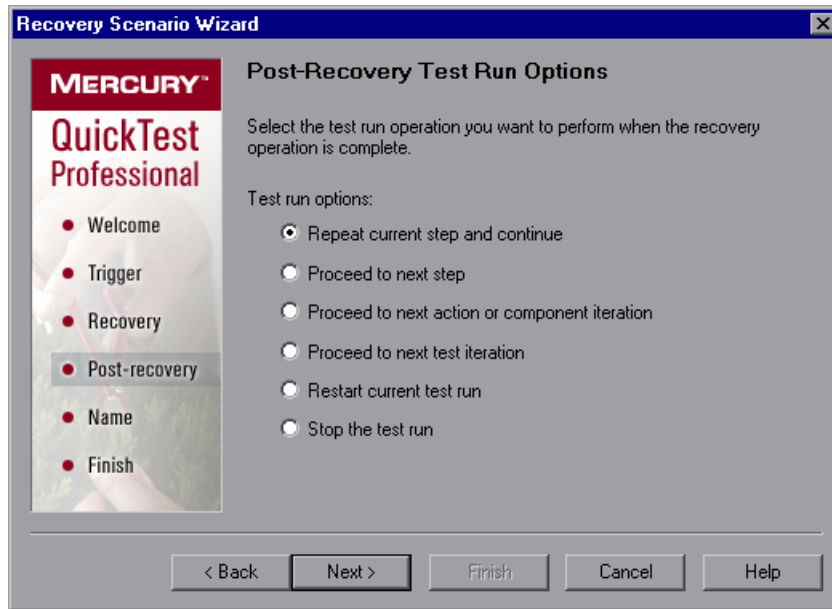 Recovery Scenario Wizard
MERCURY™
QuickTest
Professional
Welcome
Trigger
Recovery
Post-recovery
Name
Finish
Post-Recovery Test Run Options
Select the test run operation you want to perform when the recovery
operation is complete.
Test run options:
Repeat current step and continue
Proceed to next step
Proceed to next action or component iteration
Proceed to next test iteration
Restart current test run
Stop the test run
< Back
Next >
Finish
Cancel
Help